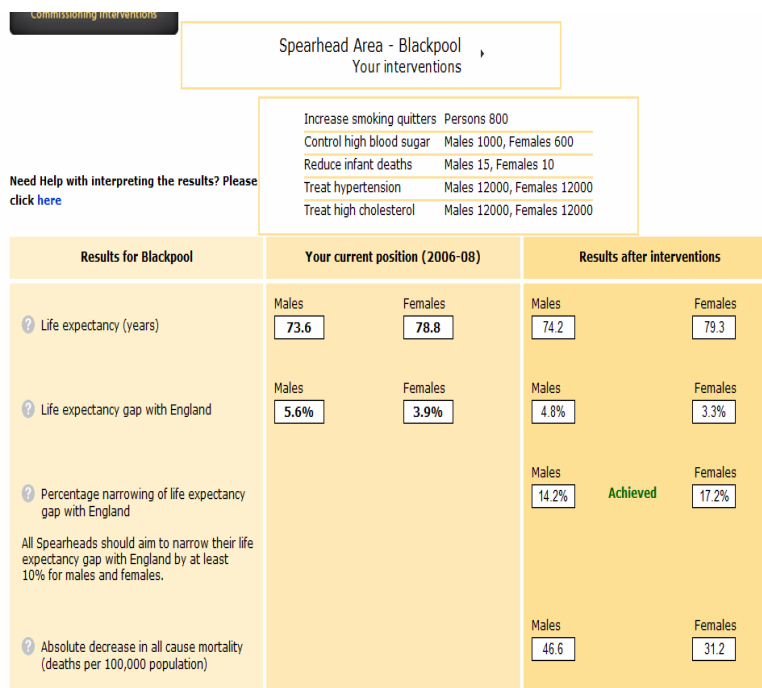 Commissioning Interventions
Spearhead Area - Blackpool
Your interventions
Increase smoking quitters Persons 800
Control high blood sugar Males 1000, Females 600
Reduce infant deaths Males 15, Females 10
Treat hypertension Males 12000, Females 12000
Treat high cholesterol Males 12000, Females 12000
Need Help with interpreting the results? Please
click here
Results for Blackpool Your current position (2006-08) Results after interventions
Males Females Males Females
? Life expectancy (years) 73.6 78.8 74.2 79.3
Males Females Males Females
? Life expectancy gap with England 5.6% 3.9% 4.8% 3.3%
Males Females
? Percentage narrowing of life expectancy 14.2% Achieved 17.2%
gap with England
All Spearheads should aim to narrow their life
expectancy gap with England by at least
10% for males and females.
Males Females
? Absolute decrease in all cause mortality 46.6 31.2
(deaths per 100,000 population)